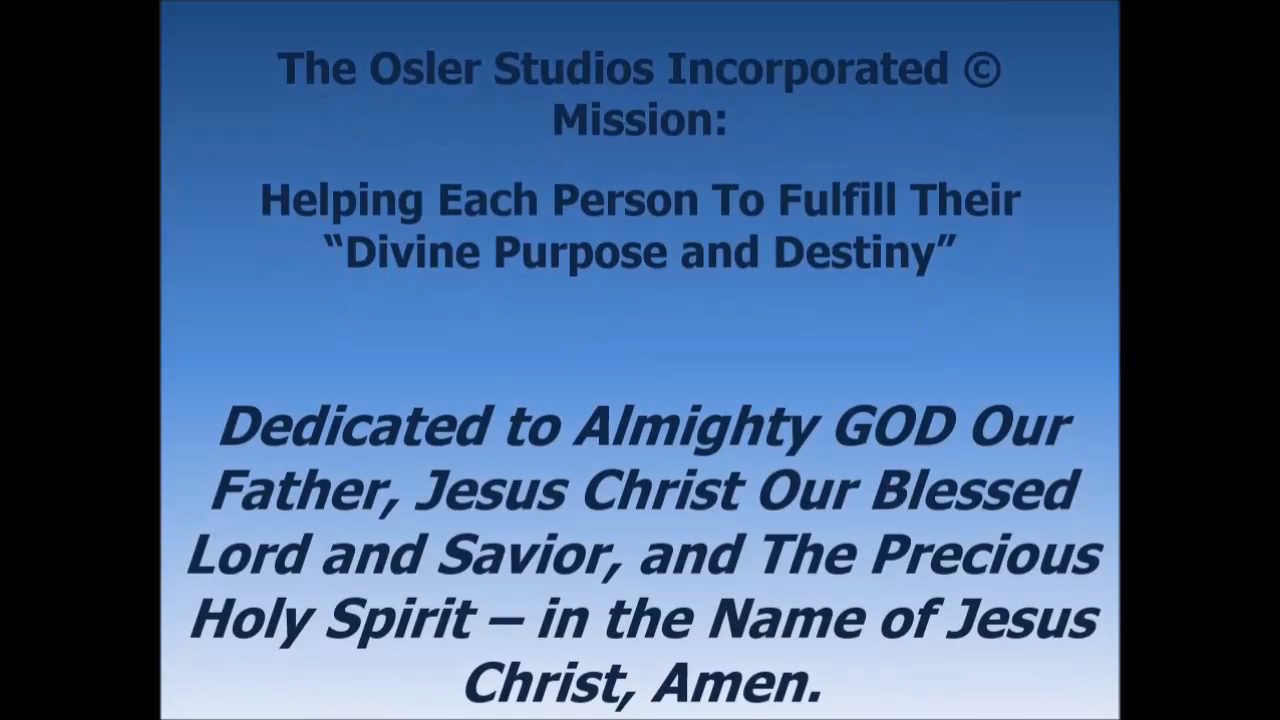 The Osler Studios Incorporated ©
Mission:
Helping Each Person To Fulfill Their
“Divine Purpose and Destiny”
Dedicated to Almighty GOD Our
Father, Jesus Christ Our Blessed
Lord and Savior, and The Precious
Holy Spirit – in the Name of Jesus
Christ, Amen.